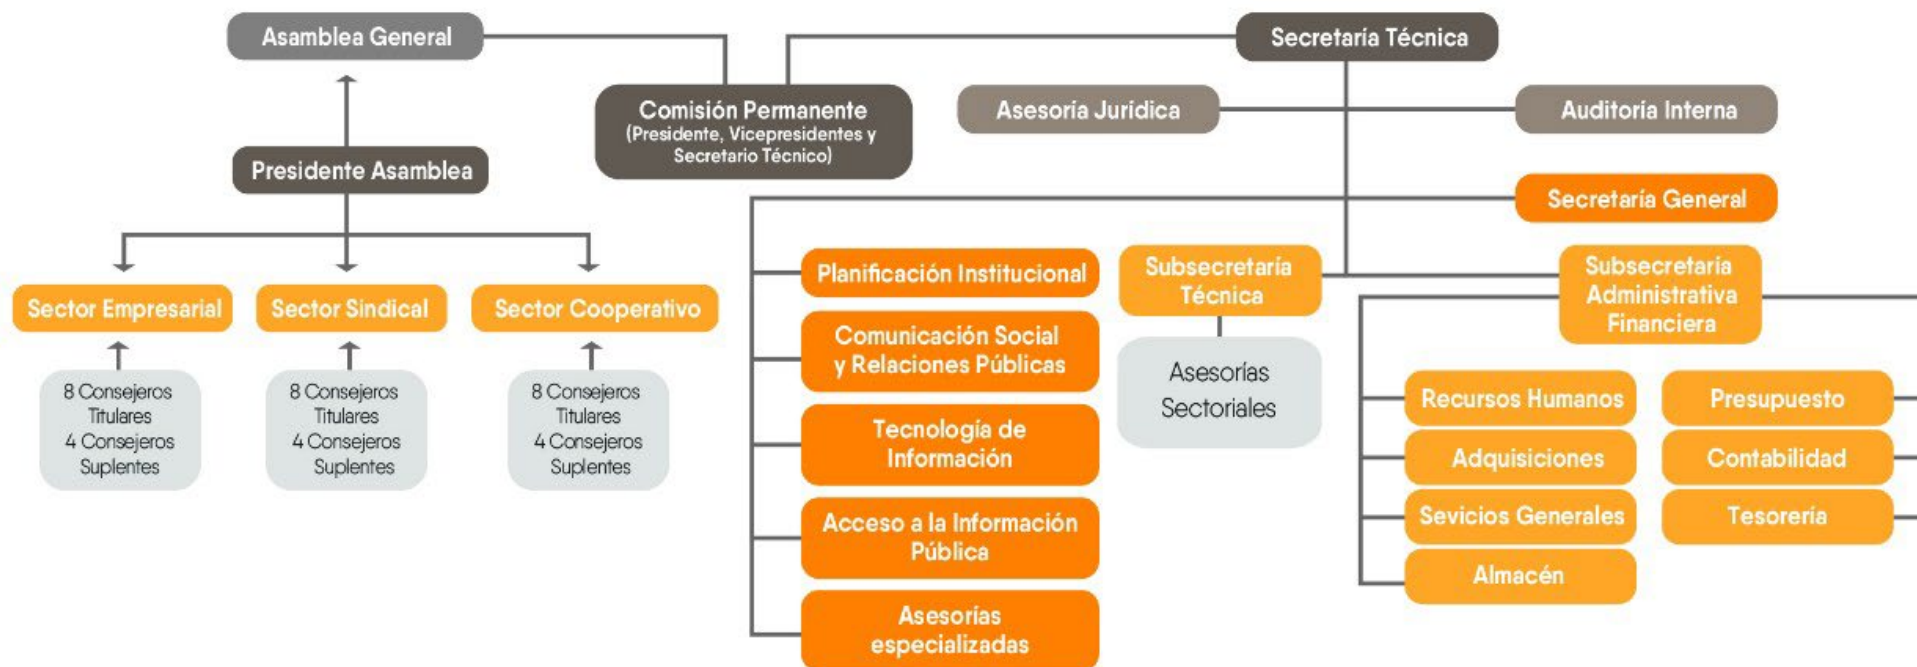 Asamblea General
Secretaría Técnica
Comisión Permanente
(Presidente, Vicepresidentes y
Secretario Técnico)
Asesoría Jurídica
Auditoría Interna
Presidente Asamblea
Secretaría General
Sector Empresarial
Sector Sindical
Sector Cooperativo
8 Consejeros
Titulares
4 Consejeros
Suplentes
8 Consejeros
Titulares
4 Consejeros
Suplentes
8 Consejeros
Titulares
4 Consejeros
Suplentes
Planificación Institucional
Comunicación Social
y Relaciones Públicas
Tecnología de
Información
Acceso a la Información
Pública
Asesorías
especializadas
Subsecretaría
Técnica
Asesorías
Sectoriales
Subsecretaría
Administrativa
Financiera
Recursos Humanos
Adquisiciones
Sevicios Generales
Almacén
Presupuesto
Contabilidad
Tesorería